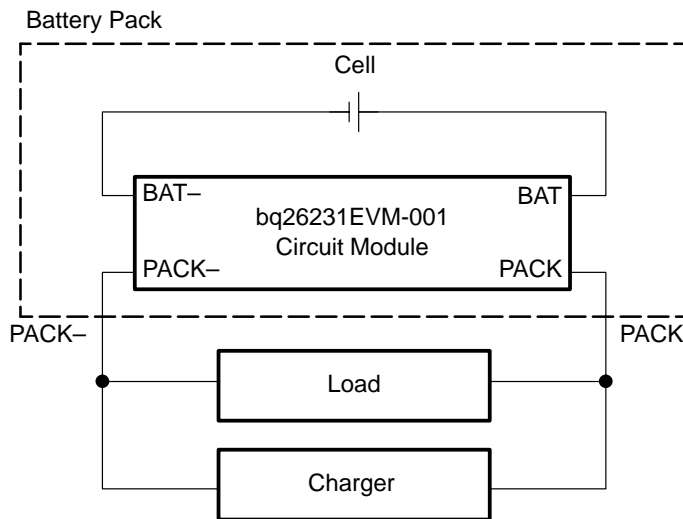 Battery Pack
Cell
BAT–
BAT
bq26231EVM-001
Circuit Module
PACK–
PACK
PACK–
PACK
Load
Charger